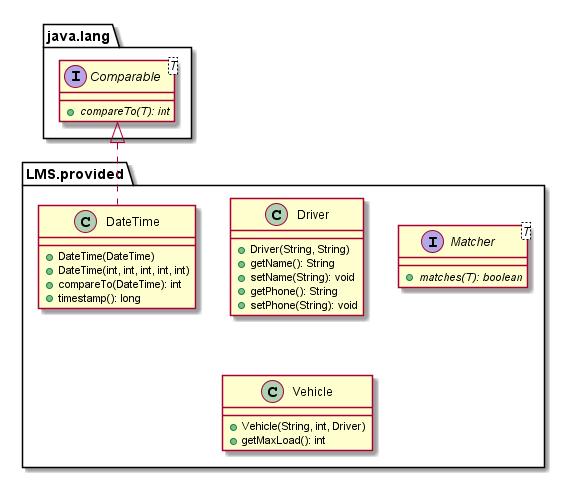 java.lang
I Comparable T
compareTo(T): int
LMS.provided
C DateTime
DateTime(DateTime)
DateTime(int, int, int, int, int)
compareTo(DateTime): int
timestamp(): long
C Driver
Driver(String, String)
getName(): String
setName(String): void
getPhone(): String
setPhone(String): void
I Matcher T
matches(T): boolean
C Vehicle
Vehicle(String, int, Driver)
getMaxLoad(): int